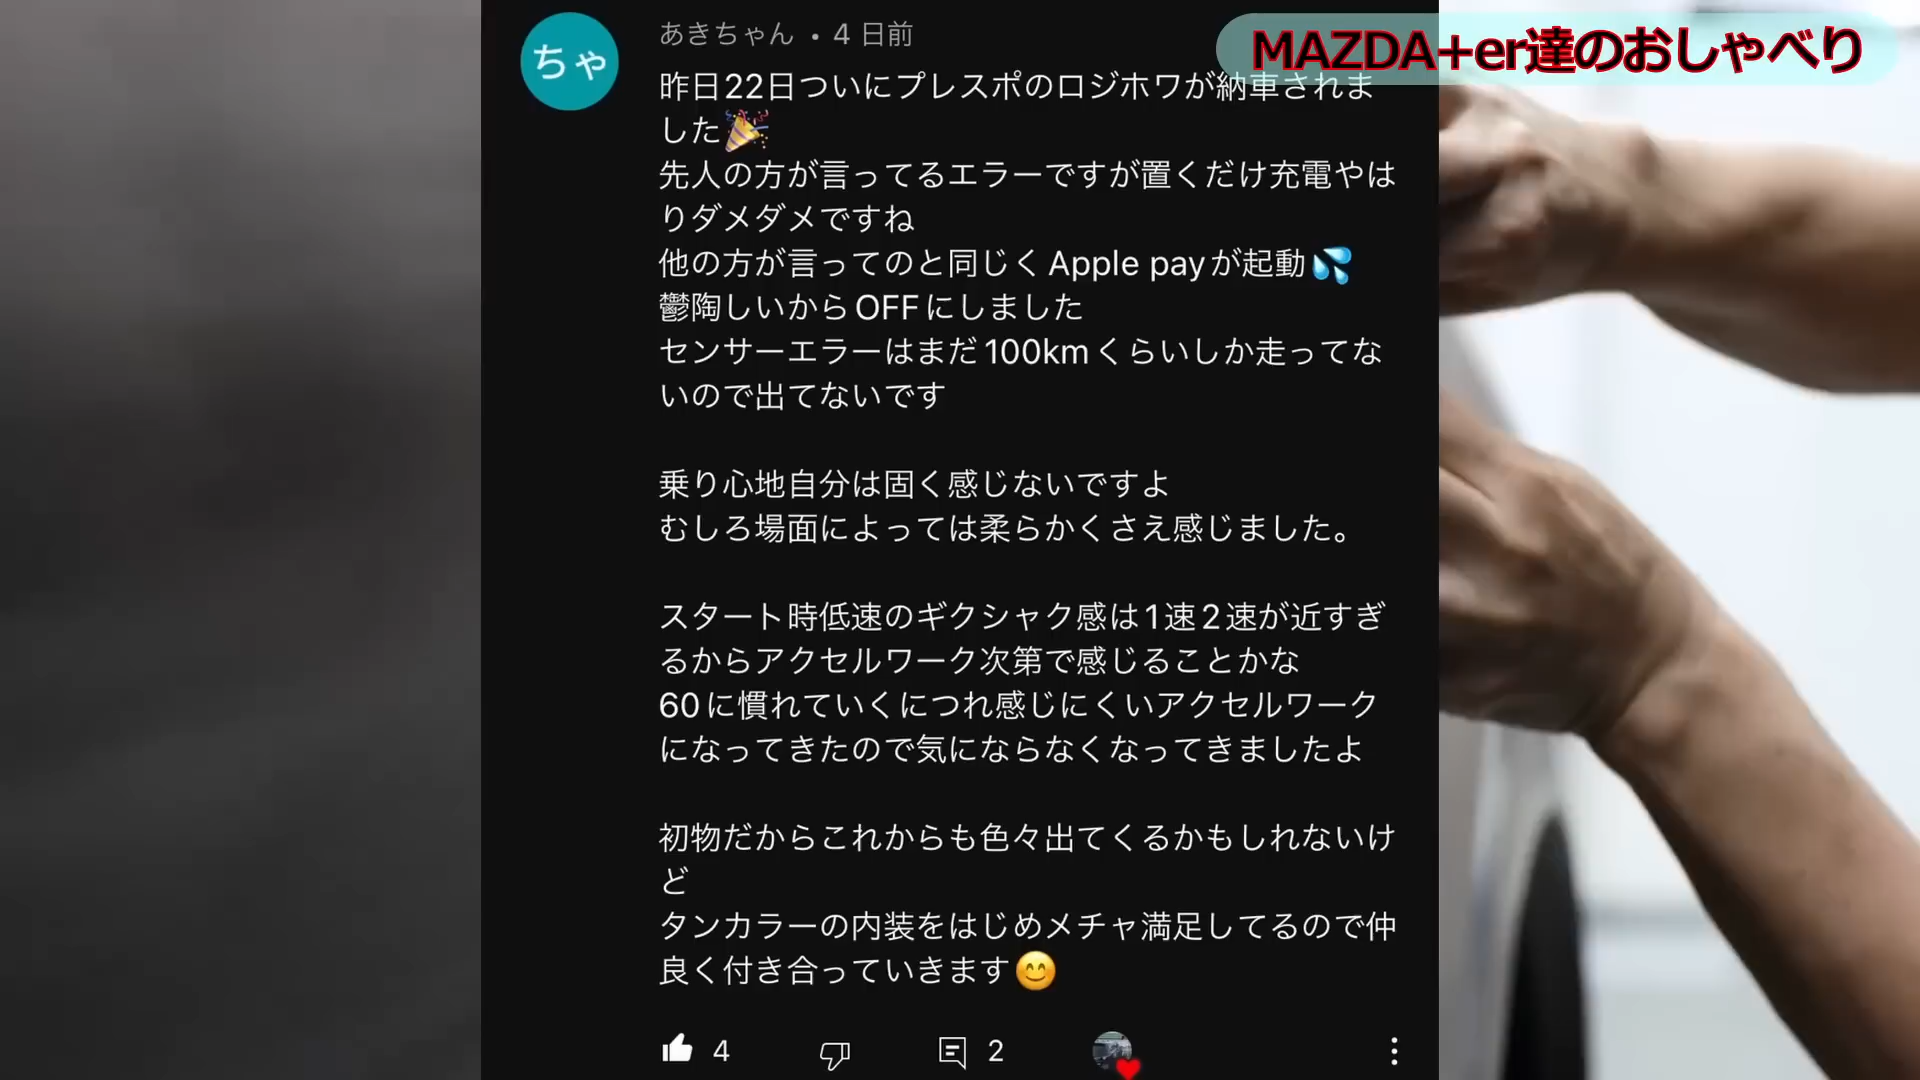 MAZDA+er達のおしゃべり
ちゃ
あきちゃん • 4 日前
昨日22日ついにプレスポのロジホワが納車されま
した🎉
先人の方が言ってるエラーですが置くだけ充電やは
りダメダメですね
他の方が言ってのと同じくApple payが起動💦
鬱陶しいからOFFにしました
センサーエラーはまだ100kmくらいしか走ってな
いので出てないです
乗り心地自分は固く感じないですよ
むしろ場面によっては柔らかくさえ感じました。
スタート時低速のギクシャク感は1速2速が近すぎ
るからアクセルワーク次第で感じることかな
60に慣れていくにつれ感じにくいアクセルワーク
になってきたので気にならなくなってきましたよ
初物だからこれからも色々出てくるかもしれないけ
ど
タンカラーの内装をはじめメチャ満足してるので仲
良く付き合っていきます😊
4
2